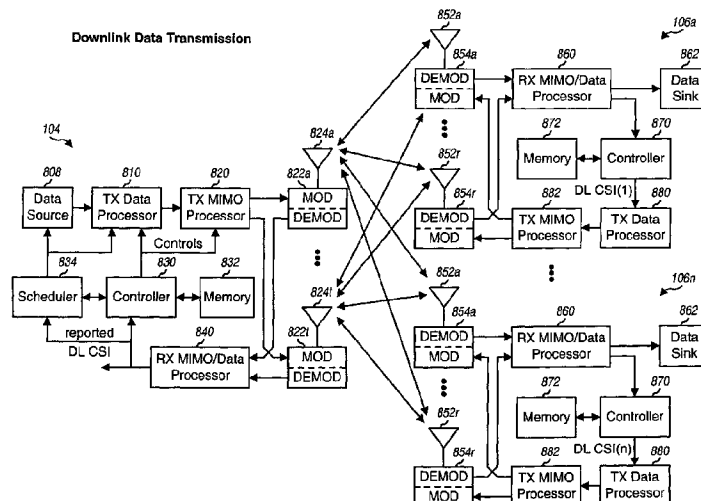 Downlink Data Transmission
104
808
Data
Source
810
TX Data
Processor
820
TX MIMO
Processor
824a
822a
MOD
DEMOD
Controls
834
Scheduler
830
Controller
832
Memory
reported
DL CSI
840
RX MIMO/Data
Processor
824t
822t
MOD
DEMOD
852a
106a
854a
DEMOD
MOD
860
RX MIMO/Data
Processor
862
Data
Sink
872
Memory
870
Controller
852r
854r
DEMOD
MOD
DL CSI(1)
882
TX MIMO
Processor
880
TX Data
Processor
852a
106n
854a
DEMOD
MOD
860
RX MIMO/Data
Processor
862
Data
Sink
872
Memory
870
Controller
852r
854r
DEMOD
MOD
DL CSI(n)
882
TX MIMO
Processor
880
TX Data
Processor